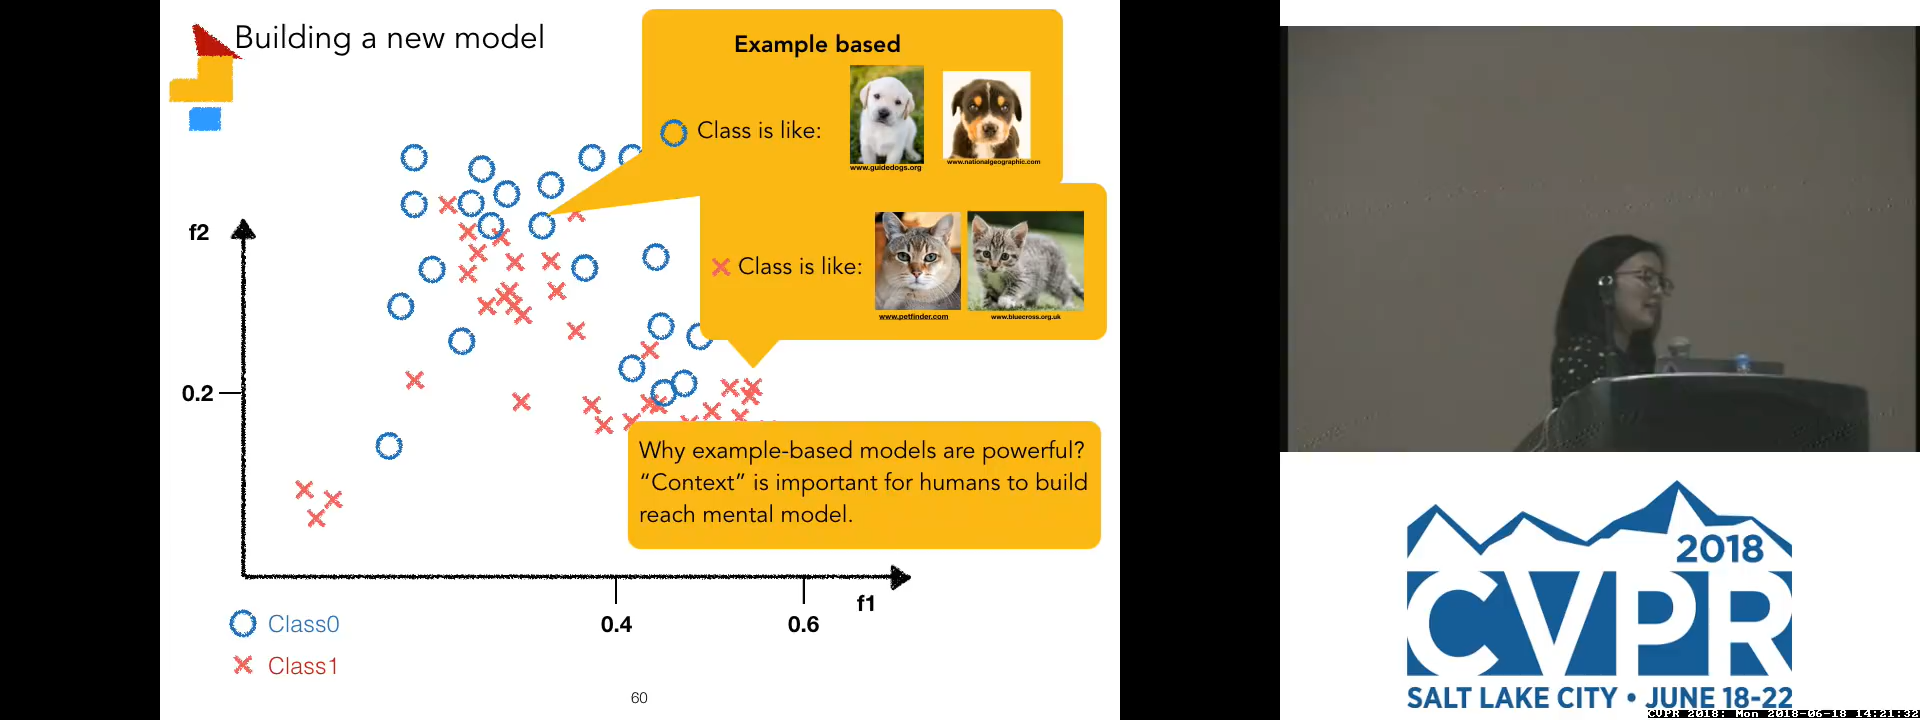 Building a new model
Example based
Class is like:
www.guidedogs.org
www.nationalgeographic.com
Class is like:
www.petfinder.com
www.bluecross.org.uk
f2
0.2
Why example-based models are powerful?
“Context” is important for humans to build
reach mental model.
f1
0.4
0.6
Class0
Class1
60
2018
CVPR
SALT LAKE CITY • JUNE 18-22
CVPR 2018: Mon 2018-06-18 14:21:32